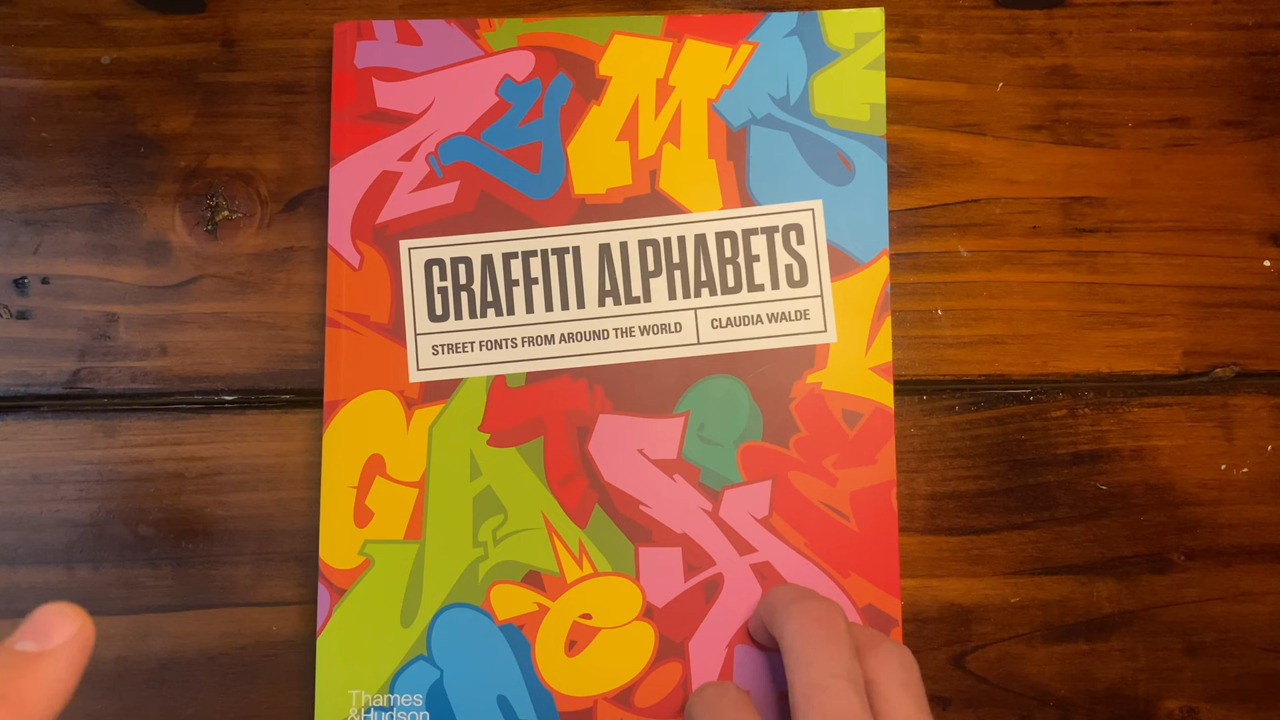 GRAFFITI ALPHABETS
STREET FONTS FROM AROUND THE WORLD
CLAUDIA WALDE
Thames
&Hudson